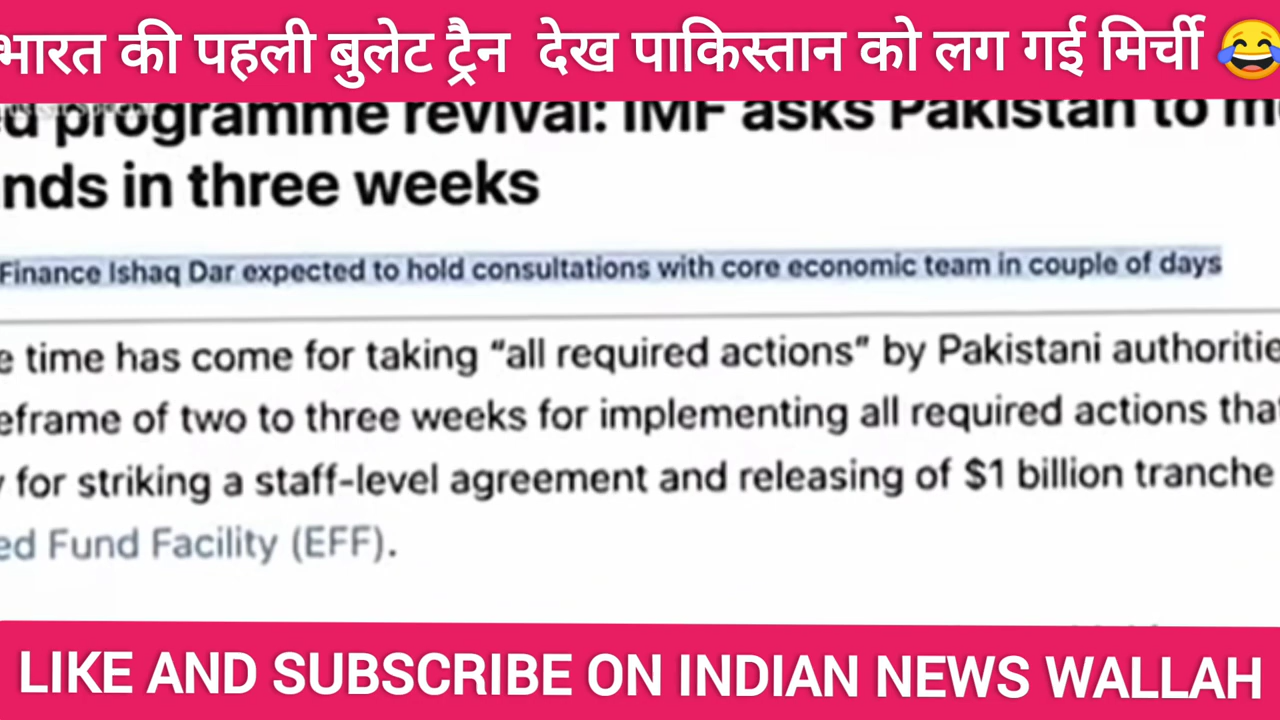 भारत की पहली बुलेट ट्रैन देख पाकिस्तान को लग गई मिर्ची 😂
ed programme revival: IMF asks Pakistan to m
nds in three weeks
Finance Ishaq Dar expected to hold consultations with core economic team in couple of days
e time has come for taking “all required actions” by Pakistani authoritie
eframe of two to three weeks for implementing all required actions that
y for striking a staff-level agreement and releasing of $1 billion tranche
ed Fund Facility (EFF).
LIKE AND SUBSCRIBE ON INDIAN NEWS WALLAH